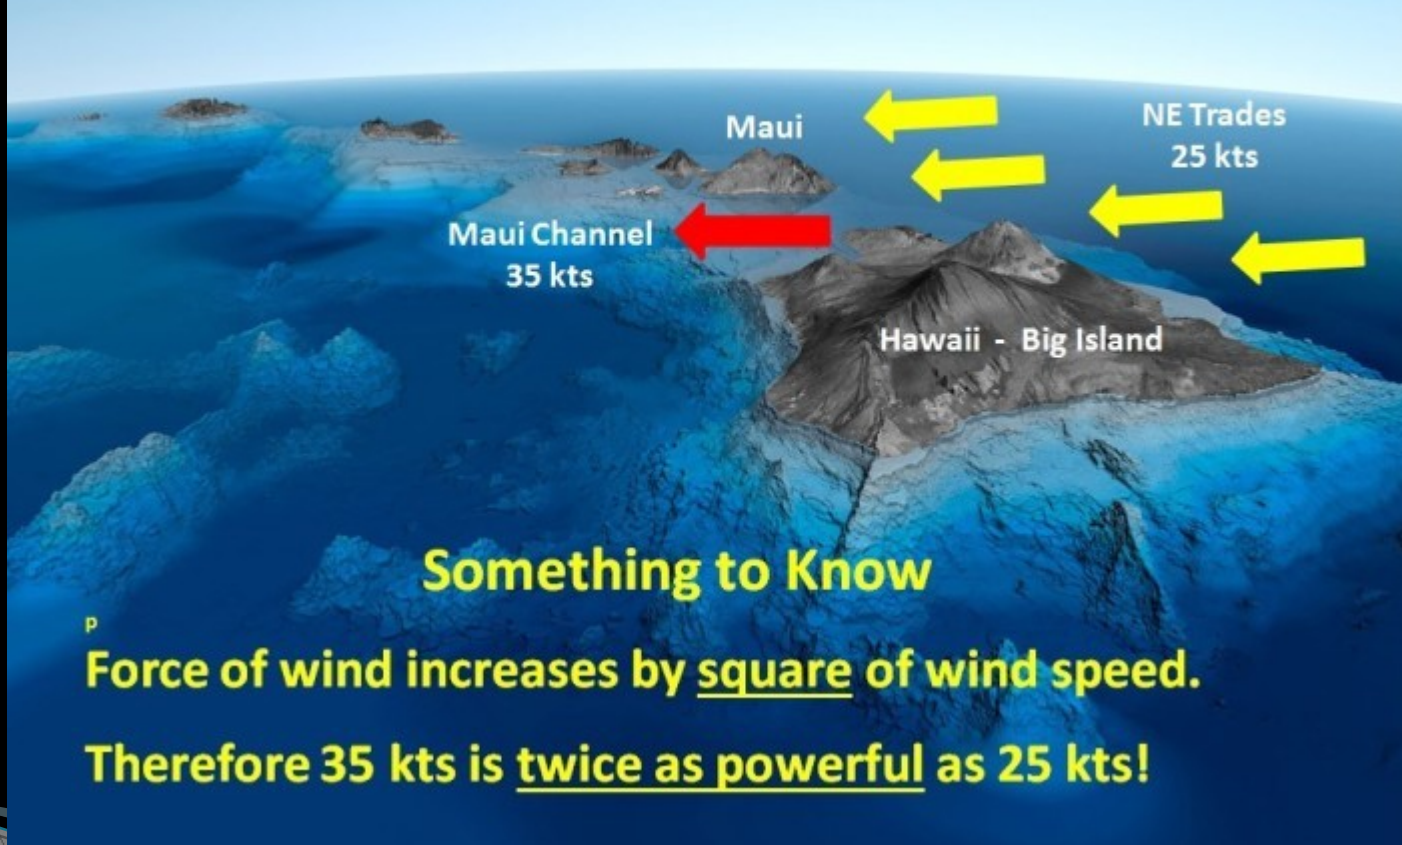 Maui
NE Trades
25 kts
Maui Channel
35 kts
Hawaii - Big Island
Something to Know
p
Force of wind increases by square of wind speed.
Therefore 35 kts is twice as powerful as 25 kts!